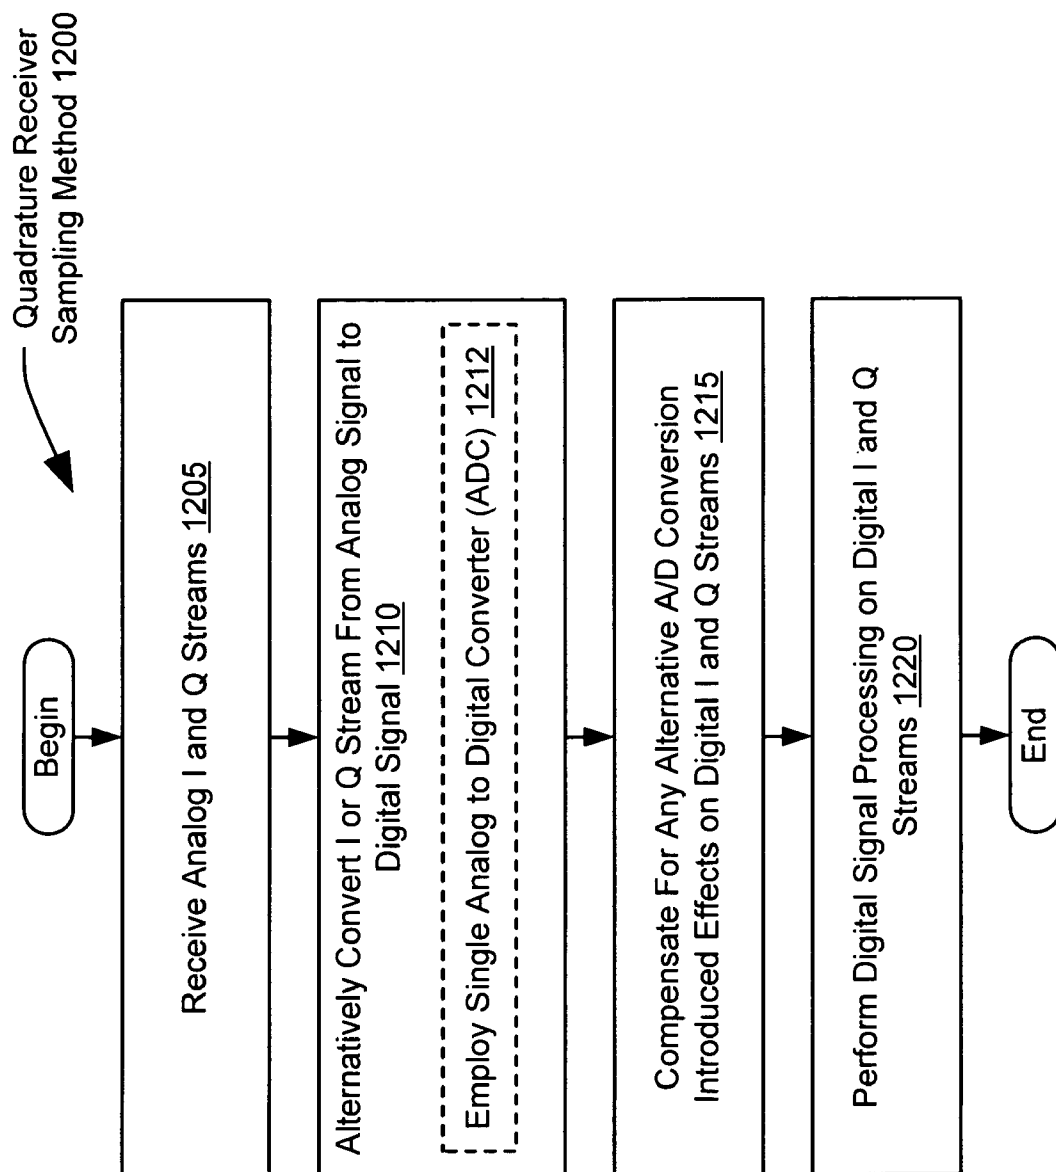 Quadrature Receiver
Sampling Method 1200
Begin
Receive Analog I and Q Streams 1205
Alternatively Convert I or Q Stream From Analog Signal to
Digital Signal 1210
Employ Single Analog to Digital Converter (ADC) 1212
Compensate For Any Alternative A/D Conversion
Introduced Effects on Digital I and Q Streams 1215
Perform Digital Signal Processing on Digital I and Q
Streams 1220
End